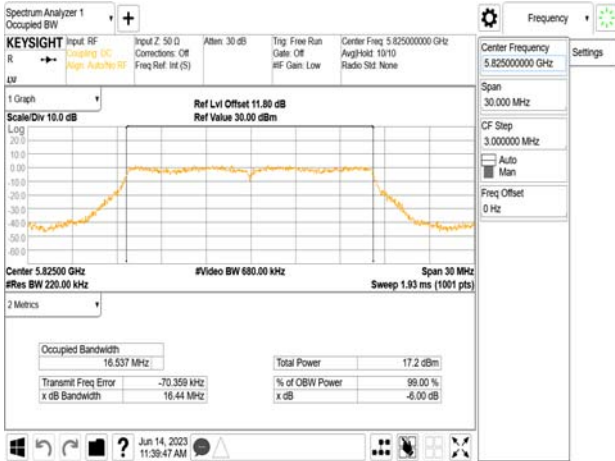 Spectrum Analyzer 1
Occupied BW
+
Frequency
KEYSIGHT
R
LXI
Input: RF
Coupling: DC
Align: Auto/No RF
Input Z: 50 Ω
Corrections: Off
Freq Ref: Int (S)
Atten: 30 dB
Trig: Free Run
Gate: Off
#IF Gain: Low
Center Freq: 5.825000000 GHz
Avg|Hold: 10/10
Radio Std: None
Center Frequency
5.825000000 GHz
Settings
Span
30.000 MHz
CF Step
3.000000 MHz
Auto
Man
Freq Offset
0 Hz
1 Graph
Scale/Div 10.0 dB
Ref Lvl Offset 11.80 dB
Ref Value 30.00 dBm
Log
20.0
10.0
0.00
-10.0
-20.0
-30.0
-40.0
-50.0
-60.0
Center 5.82500 GHz
#Video BW 680.00 kHz
Span 30 MHz
#Res BW 220.00 kHz
Sweep 1.93 ms (1001 pts)
2 Metrics
Occupied Bandwidth
16.537 MHz
Total Power 17.2 dBm
Transmit Freq Error -70.359 kHz
% of OBW Power 99.00 %
x dB Bandwidth 16.44 MHz
x dB -6.00 dB
?
Jun 14, 2023
11:39:47 AM